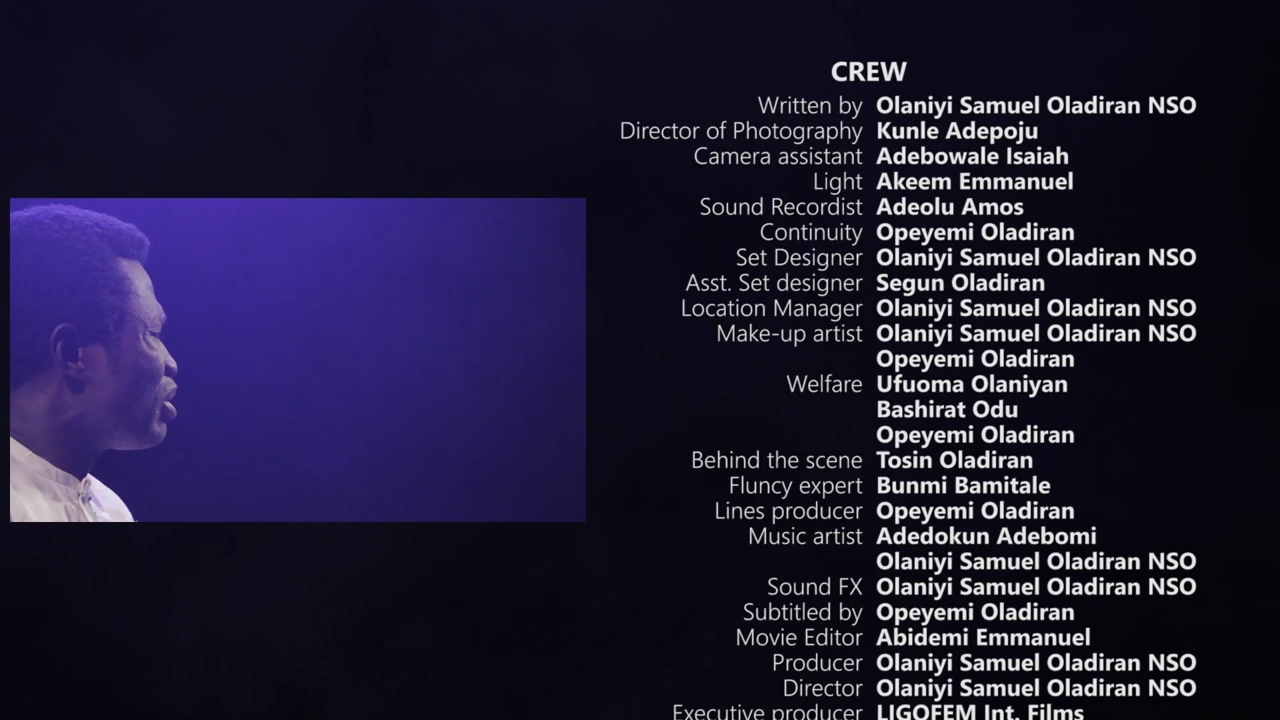 CREW
Written by Olaniyi Samuel Oladiran NSO
Director of Photography Kunle Adepoju
Camera assistant Adebowale Isaiah
Light Akeem Emmanuel
Sound Recordist Adeolu Amos
Continuity Opeyemi Oladiran
Set Designer Olaniyi Samuel Oladiran NSO
Asst. Set designer Segun Oladiran
Location Manager Olaniyi Samuel Oladiran NSO
Make-up artist Olaniyi Samuel Oladiran NSO
Opeyemi Oladiran
Welfare Ufuoma Olaniyan
Bashirat Odu
Opeyemi Oladiran
Behind the scene Tosin Oladiran
Fluncy expert Bunmi Bamitale
Lines producer Opeyemi Oladiran
Music artist Adedokun Adebomi
Olaniyi Samuel Oladiran NSO
Sound FX Olaniyi Samuel Oladiran NSO
Subtitled by Opeyemi Oladiran
Movie Editor Abidemi Emmanuel
Producer Olaniyi Samuel Oladiran NSO
Director Olaniyi Samuel Oladiran NSO
Executive producer LIGOFEM Int. Films